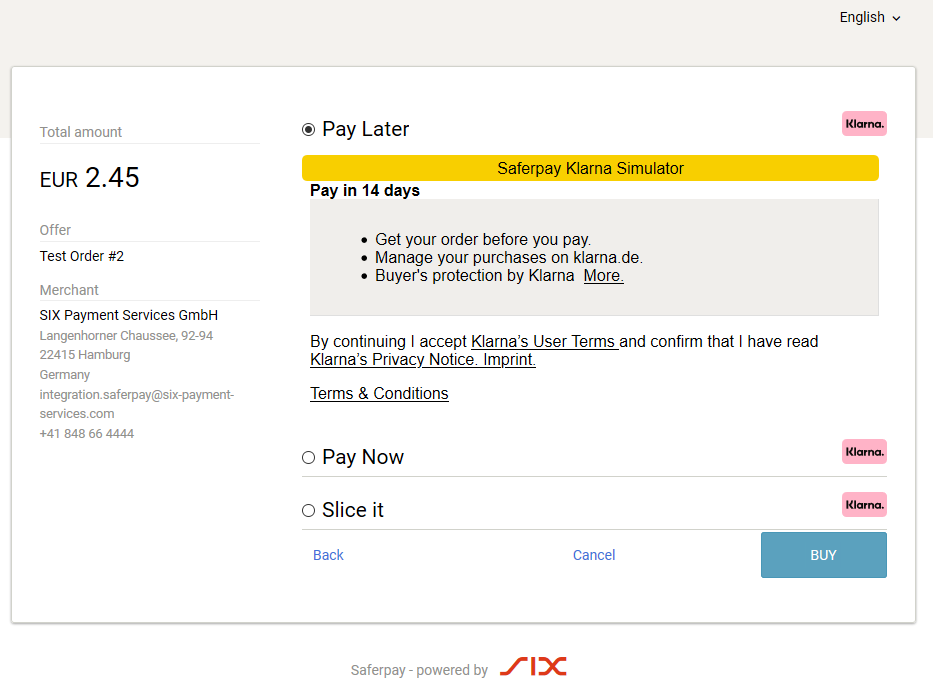 English
Total amount
EUR 2.45
Offer
Test Order #2
Merchant
SIX Payment Services GmbH
Langenhorner Chaussee, 92-94
22415 Hamburg
Germany
integration.saferpay@six-payment-
services.com
+41 848 66 4444
Pay Later
Klarna.
Saferpay Klarna Simulator
Pay in 14 days
Get your order before you pay.
Manage your purchases on klarna.de.
Buyer's protection by Klarna More.
By continuing I accept Klarna’s User Terms and confirm that I have read
Klarna’s Privacy Notice. Imprint.
Terms & Conditions
Pay Now
Klarna.
Slice it
Klarna.
Back
Cancel
BUY
Saferpay - powered by SIX